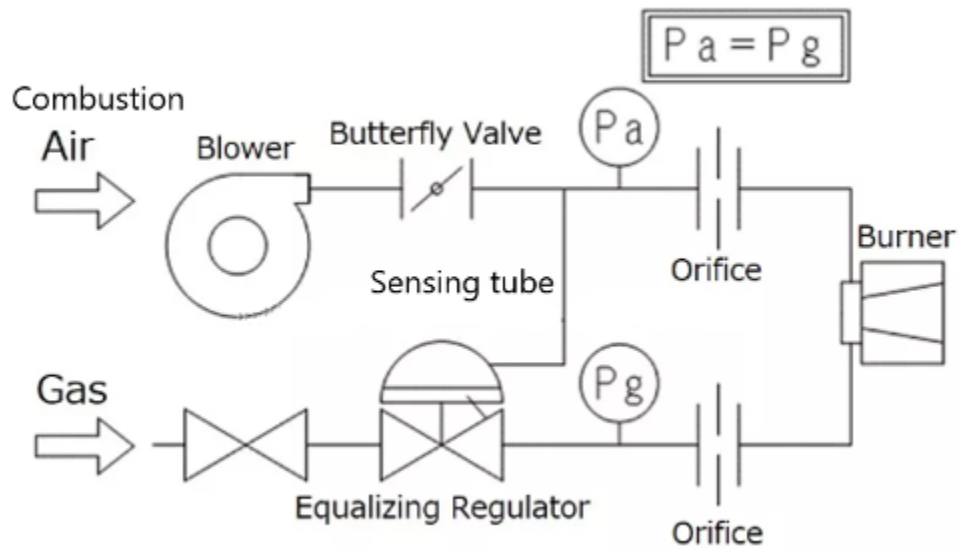 Pa=Pg
Combustion
Air
Blower
Butterfly Valve
Pa
Orifice
Burner
Sensing tube
Gas
Pg
Equalizing Regulator
Orifice